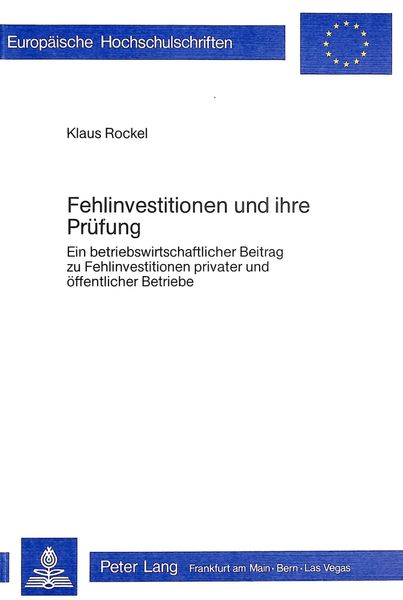 Europäische Hochschulschriften
Klaus Rockel
Fehlinvestitionen und ihre
Prüfung
Ein betriebswirtschaftlicher Beitrag
zu Fehlinvestitionen privater und
öffentlicher Betriebe
Peter Lang Frankfurt am Main · Bern · Las Vegas